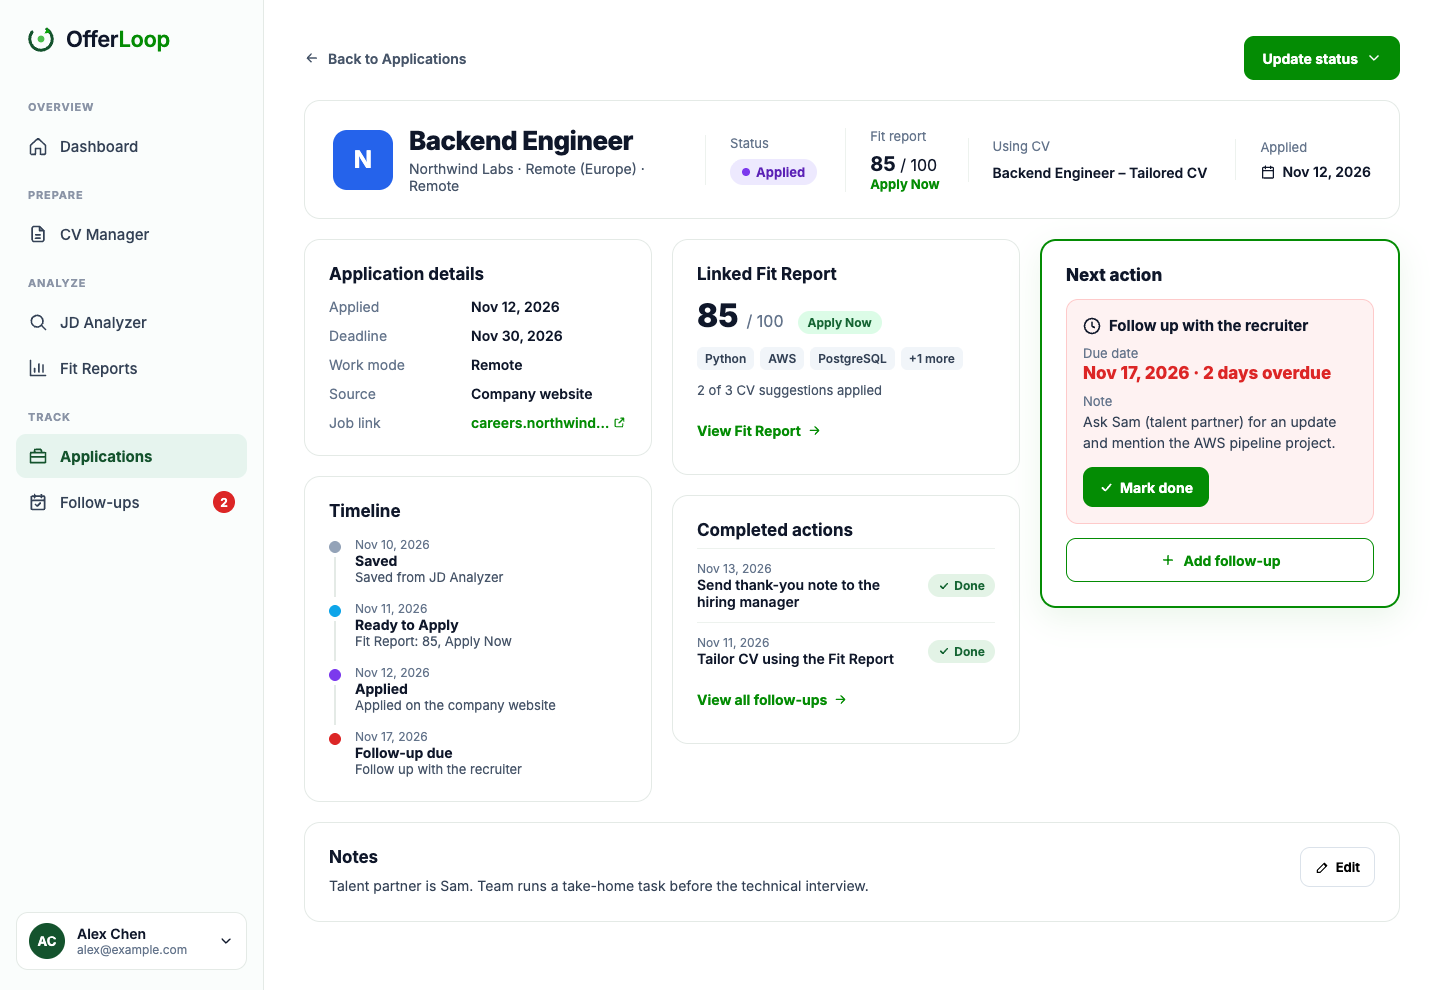 OfferLoop
OVERVIEW
Dashboard
PREPARE
CV Manager
ANALYZE
JD Analyzer
Fit Reports
TRACK
Applications
Follow-ups
2
AC
Alex Chen
alex@example.com
Back to Applications
Update status
N
Backend Engineer
Northwind Labs · Remote (Europe) ·
Remote
Status
Applied
Fit report
85 / 100
Apply Now
Using CV
Backend Engineer – Tailored CV
Applied
Nov 12, 2026
Application details
Applied Nov 12, 2026
Deadline Nov 30, 2026
Work mode Remote
Source Company website
Job link careers.northwind...
Timeline
Nov 10, 2026
Saved
Saved from JD Analyzer
Nov 11, 2026
Ready to Apply
Fit Report: 85, Apply Now
Nov 12, 2026
Applied
Applied on the company website
Nov 17, 2026
Follow-up due
Follow up with the recruiter
Linked Fit Report
85 / 100 Apply Now
Python AWS PostgreSQL +1 more
2 of 3 CV suggestions applied
View Fit Report
Completed actions
Nov 13, 2026
Send thank-you note to the
hiring manager
Done
Nov 11, 2026
Tailor CV using the Fit Report
Done
View all follow-ups
Next action
Follow up with the recruiter
Due date
Nov 17, 2026 · 2 days overdue
Note
Ask Sam (talent partner) for an update
and mention the AWS pipeline project.
Mark done
Add follow-up
Notes
Talent partner is Sam. Team runs a take-home task before the technical interview.
Edit